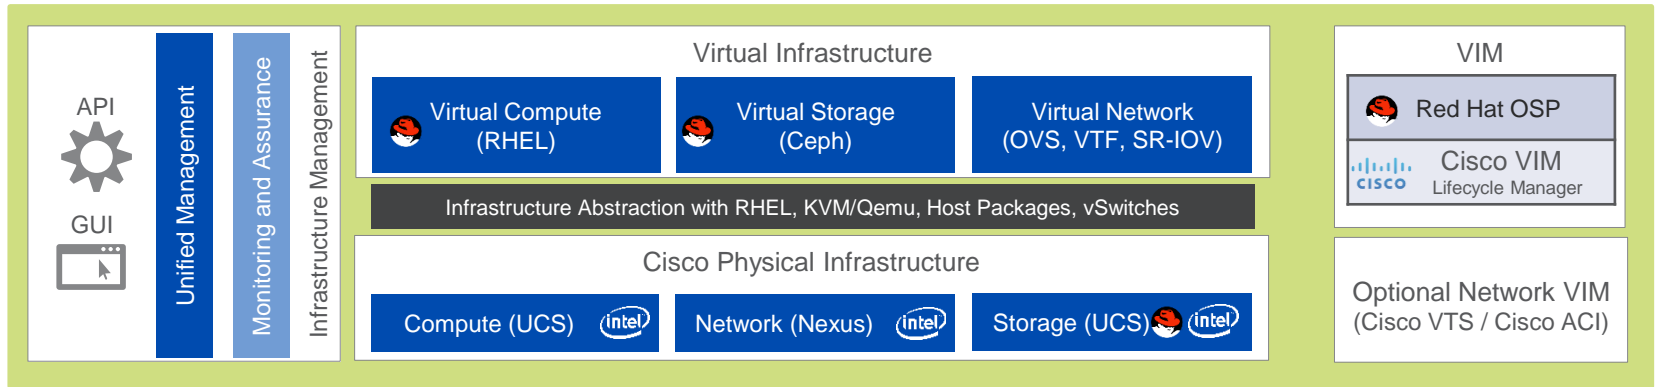 API
GUI
Unified Management
Monitoring and Assurance
Infrastructure Management
Virtual Infrastructure
Virtual Compute
(RHEL)
Virtual Storage
(Ceph)
Virtual Network
(OVS, VTF, SR-IOV)
Infrastructure Abstraction with RHEL, KVM/Qemu, Host Packages, vSwitches
Cisco Physical Infrastructure
Compute (UCS)
intel
Network (Nexus)
intel
Storage (UCS)
intel
VIM
Red Hat OSP
CISCO
Cisco VIM
Lifecycle Manager
Optional Network VIM
(Cisco VTS / Cisco ACI)